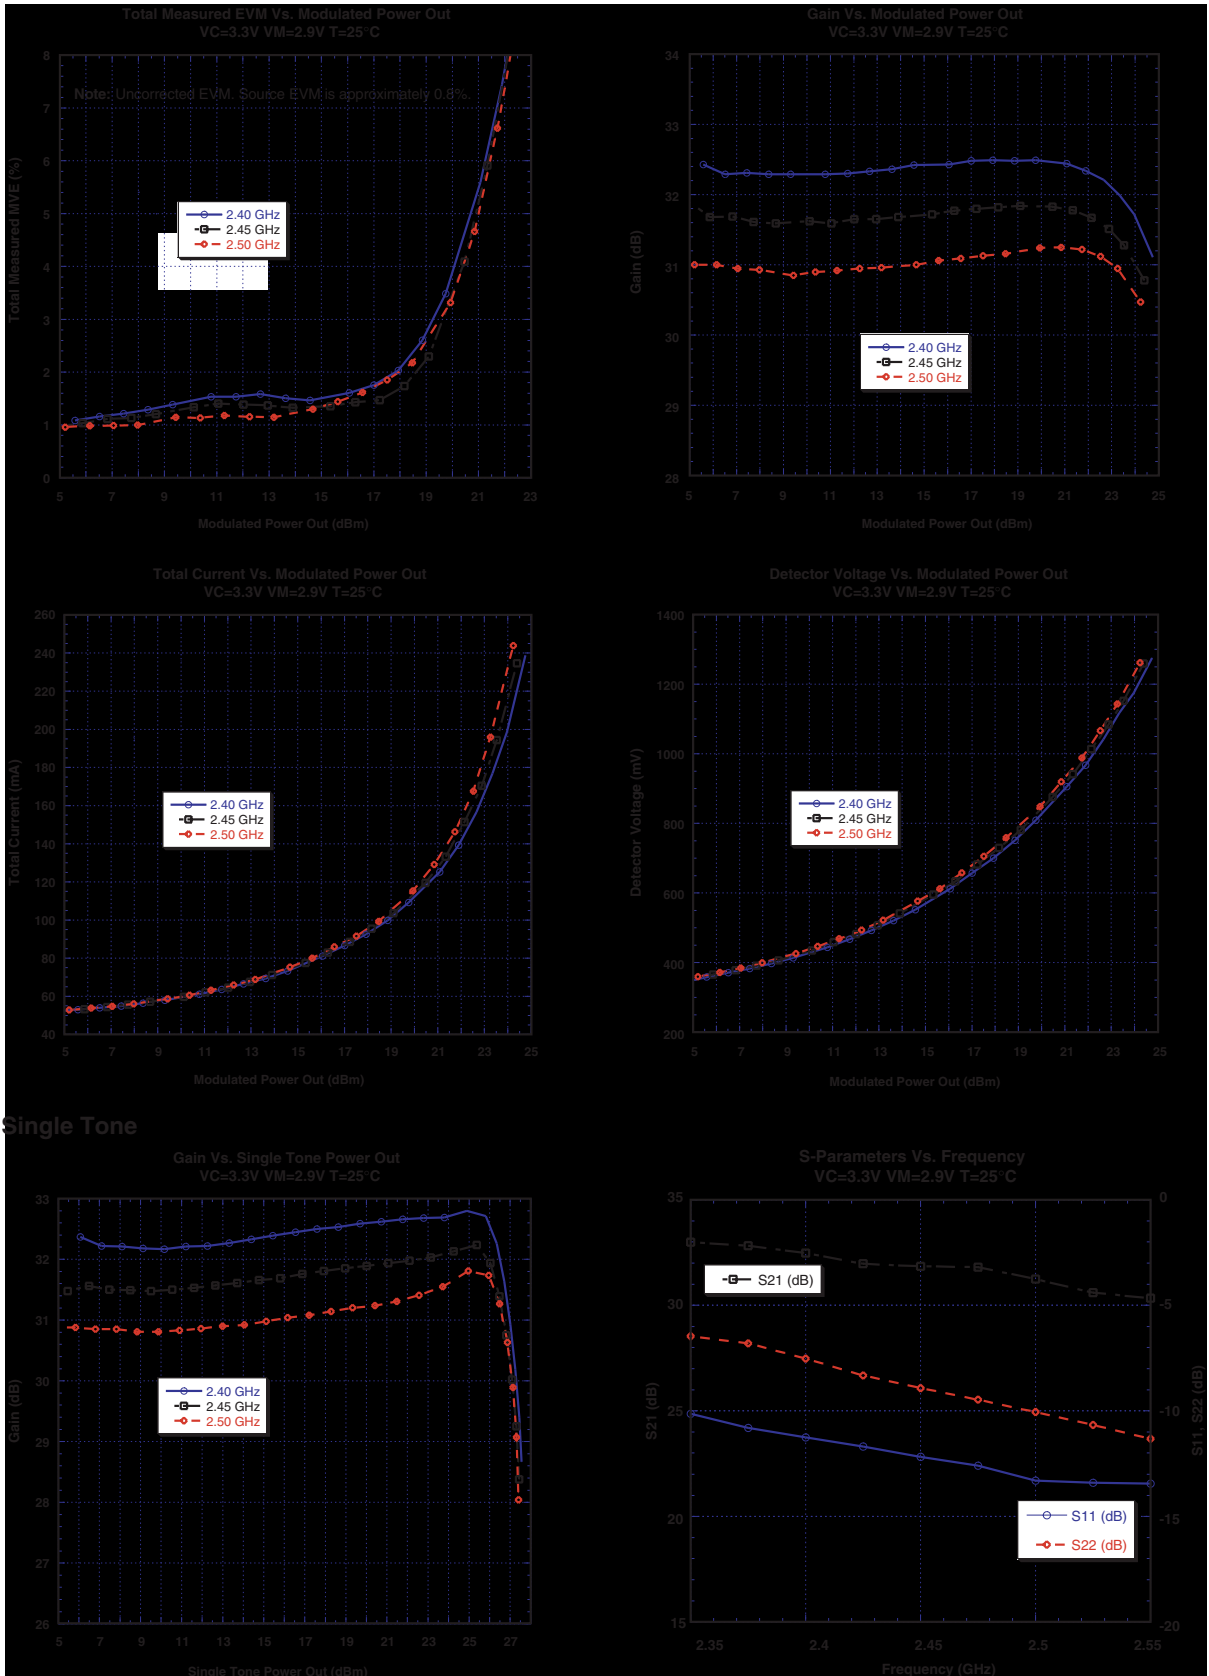 Total Measured EVM Vs. Modulated Power Out
VC=3.3V VM=2.9V T=25°C
Note: Uncorrected EVM. Source EVM is approximately 0.8%.
8
7
6
5
4
3
2
1
0
Total Measured MVE (%)
2.40 GHz
2.45 GHz
2.50 GHz
5 7 9 11 13 15 17 19 21 23
Modulated Power Out (dBm)
Gain Vs. Modulated Power Out
VC=3.3V VM=2.9V T=25°C
34
33
32
31
30
29
28
Gain (dB)
2.40 GHz
2.45 GHz
2.50 GHz
5 7 9 11 13 15 17 19 21 23 25
Modulated Power Out (dBm)
Total Current Vs. Modulated Power Out
VC=3.3V VM=2.9V T=25°C
260
240
220
200
180
160
140
120
100
80
60
40
Total Current (mA)
2.40 GHz
2.45 GHz
2.50 GHz
5 7 9 11 13 15 17 19 21 23 25
Modulated Power Out (dBm)
Detector Voltage Vs. Modulated Power Out
VC=3.3V VM=2.9V T=25°C
1400
1200
1000
800
600
400
200
Detector Voltage (mV)
2.40 GHz
2.45 GHz
2.50 GHz
5 7 9 11 13 15 17 19 21 23 25
Modulated Power Out (dBm)
Single Tone
Gain Vs. Single Tone Power Out
VC=3.3V VM=2.9V T=25°C
33
32
31
30
29
28
27
26
Gain (dB)
2.40 GHz
2.45 GHz
2.50 GHz
5 7 9 11 13 15 17 19 21 23 25 27
Single Tone Power Out (dBm)
S-Parameters Vs. Frequency
VC=3.3V VM=2.9V T=25°C
35
30
25
20
15
S21 (dB)
S21 (dB)
S11 (dB)
S22 (dB)
0
-5
-10
-15
-20
S11, S22 (dB)
2.35 2.4 2.45 2.5 2.55
Frequency (GHz)